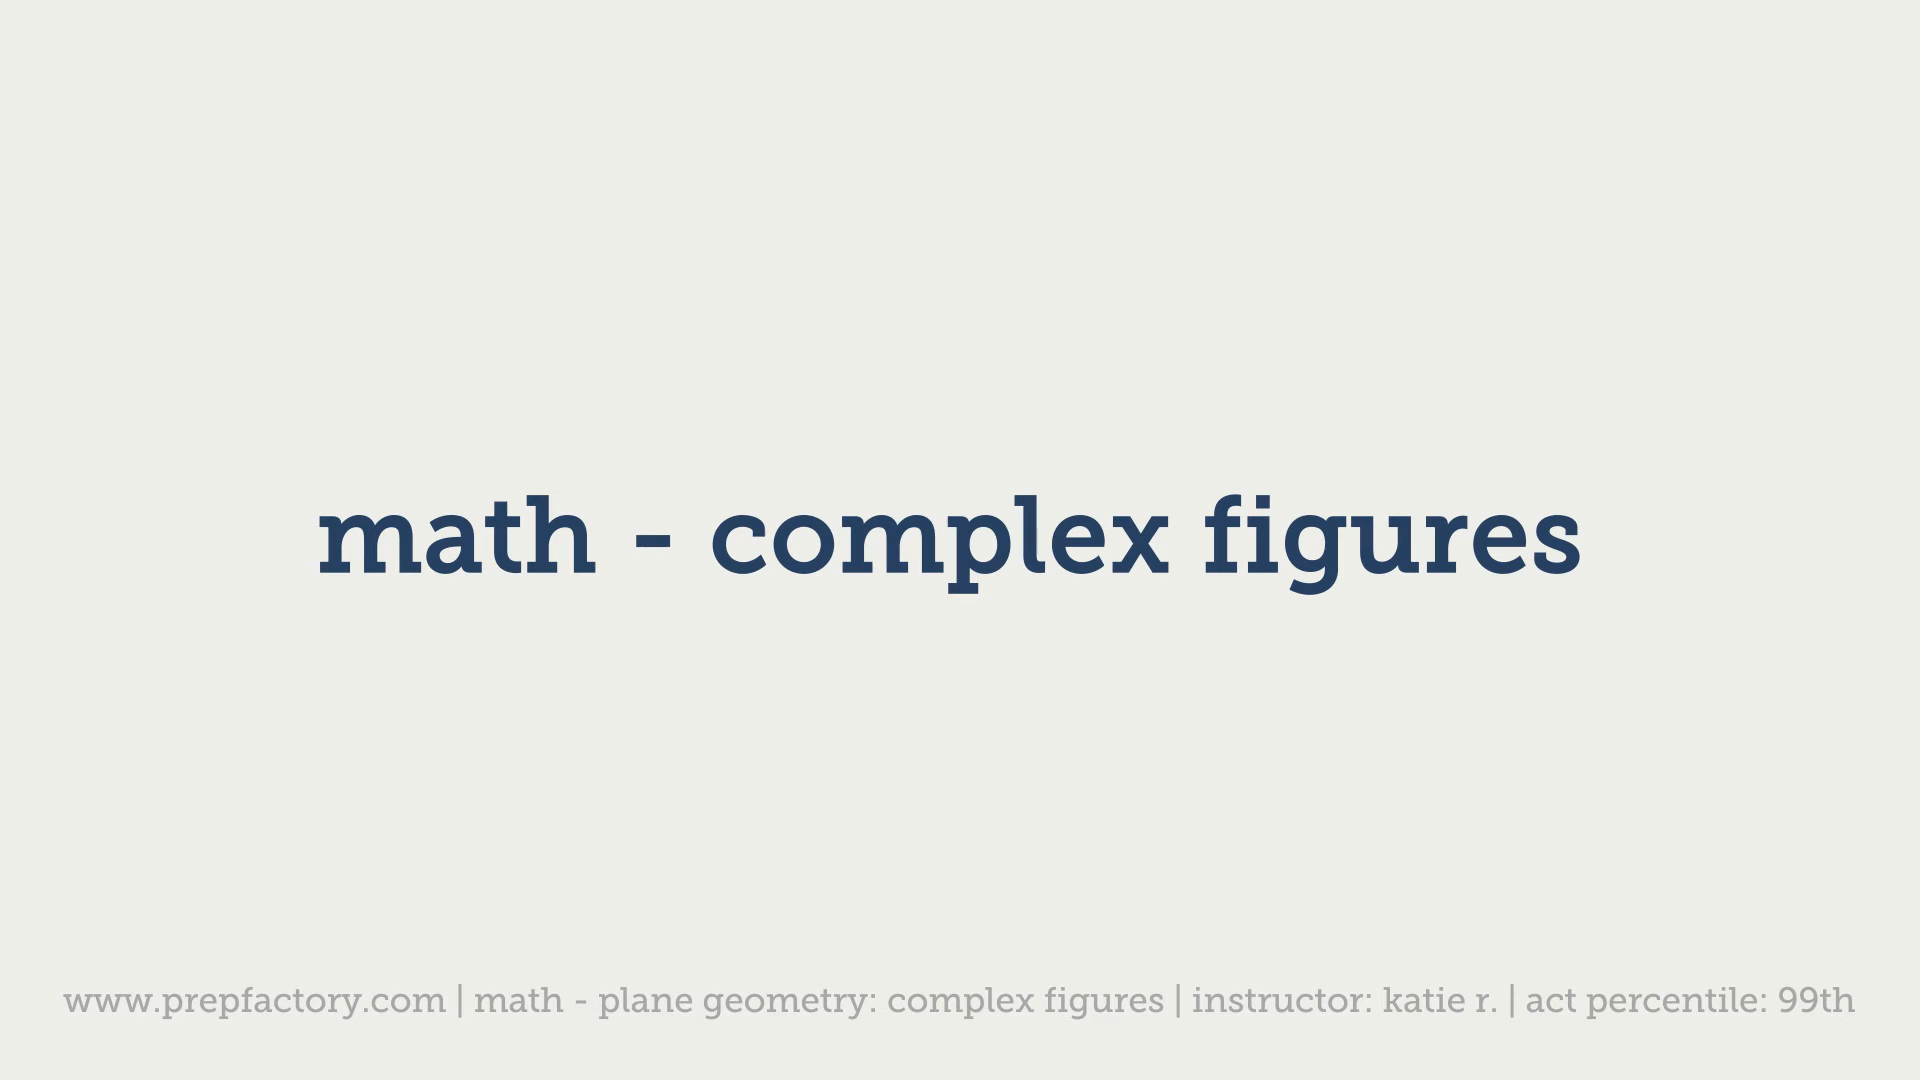 math - complex figures
www.prepfactory.com | math - plane geometry: complex figures | instructor: katie r. | act percentile: 99th